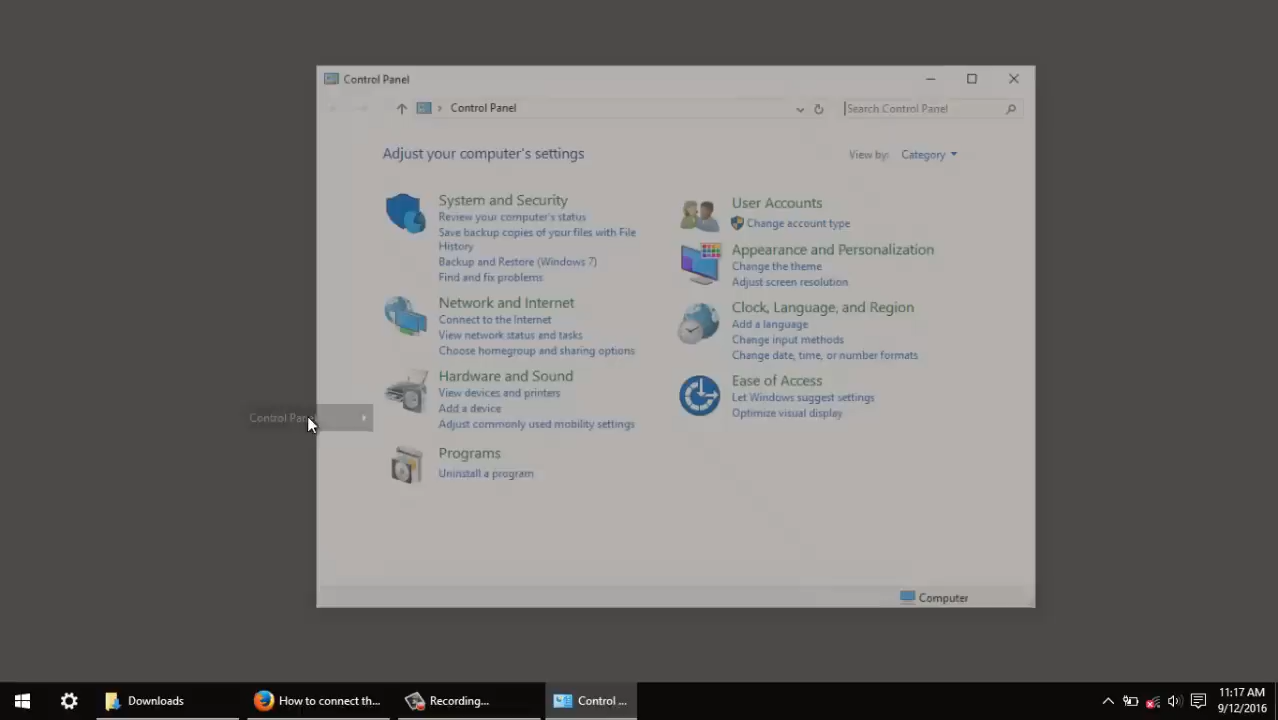 Control Panel
Control Panel
Search Control Panel
Adjust your computer's settings
View by: Category
System and Security
Review your computer's status
Save backup copies of your files with File
History
Backup and Restore (Windows 7)
Find and fix problems
Network and Internet
Connect to the Internet
View network status and tasks
Choose homegroup and sharing options
Hardware and Sound
View devices and printers
Add a device
Adjust commonly used mobility settings
Programs
Uninstall a program
User Accounts
Change account type
Appearance and Personalization
Change the theme
Adjust screen resolution
Clock, Language, and Region
Add a language
Change input methods
Change date, time, or number formats
Ease of Access
Let Windows suggest settings
Optimize visual display
Control Panel
Computer
Downloads
How to connect th...
Recording...
Control ...
11:17 AM
9/12/2016